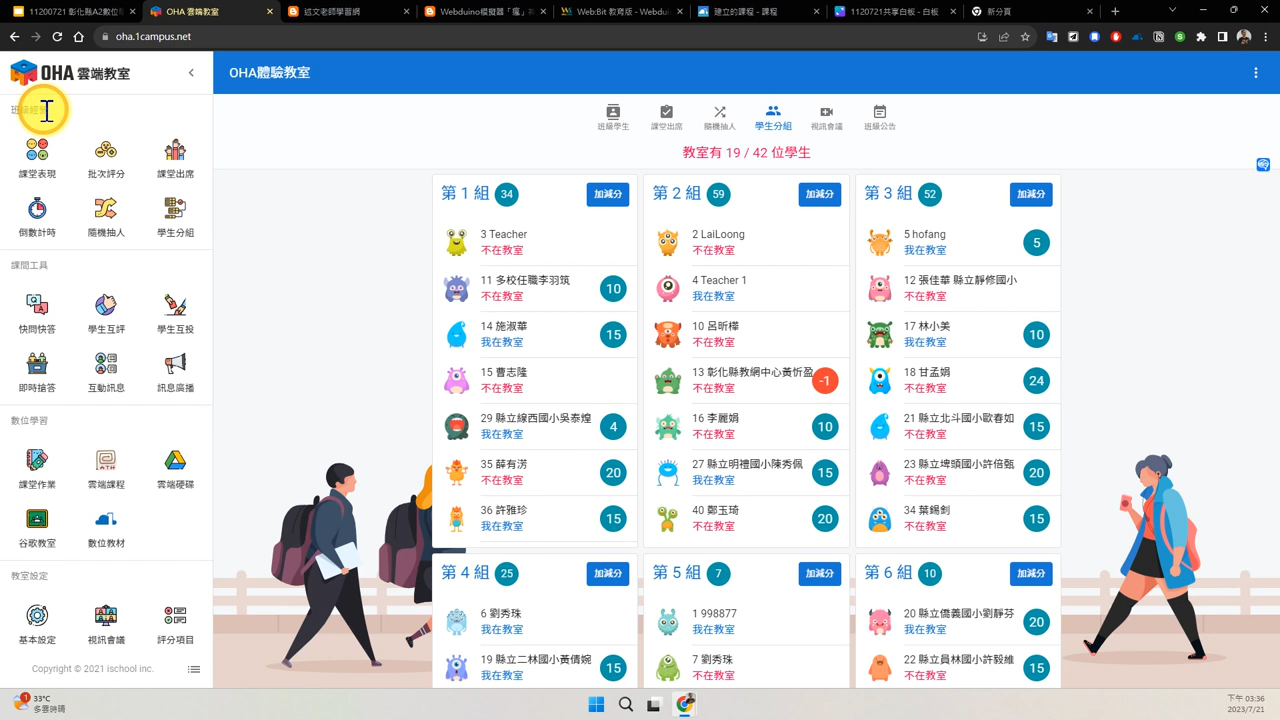 11200721 彰化縣A2數位學
OHA 雲端教室
這文老師學習網
Webduino模擬器「瘋」
Web:Bit 教育版 - Webdui
建立的課程 - 課程
1120721共享白板 - 白板
新分頁
oha.1campus.net
OHA 雲端教室
OHA體驗教室
班級學生
課堂出席
隨機抽人
學生分組
視訊會議
班級公告
教室有 19 / 42 位學生
課堂表現
批次評分
課堂出席
倒數計時
隨機抽人
學生分組
課間工具
快問快答
學生互評
學生互投
即時搶答
互動訊息
訊息廣播
數位學習
課堂作業
雲端課程
雲端硬碟
谷歌教室
數位教材
教室設定
基本設定
視訊會議
評分項目
Copyright © 2021 ischool inc.
第 1 組 34 加減分
3 Teacher
不在教室
11 多校任職李羽筑
不在教室
10
14 施淑華
我在教室
15
15 曹志隆
不在教室
29 縣立線西國小吳泰煌
我在教室
4
35 薛有澇
不在教室
20
36 許雅珍
我在教室
15
第 2 組 59 加減分
2 LaiLoong
不在教室
4 Teacher 1
我在教室
10 呂昕樺
不在教室
13 彰化縣教網中心黃忻盈
不在教室
-1
16 李麗娟
不在教室
10
27 縣立明禮國小陳秀佩
我在教室
15
40 鄭玉琦
不在教室
20
第 3 組 52 加減分
5 hofang
我在教室
5
12 張佳華 縣立靜修國小
不在教室
17 林小美
我在教室
10
18 甘孟娟
不在教室
24
21 縣立北斗國小歐春如
我在教室
15
23 縣立埤頭國小許倍甄
不在教室
20
34 葉錫釗
不在教室
15
第 4 組 25 加減分
6 劉秀珠
我在教室
19 縣立二林國小黃倩婉
我在教室
15
第 5 組 7 加減分
1 998877
我在教室
7 劉秀珠
不在教室
第 6 組 10 加減分
20 縣立僑義國小劉靜芬
我在教室
20
22 縣立員林國小許毅維
不在教室
15
33°C
多雲時晴
下午 03:36
2023/7/21